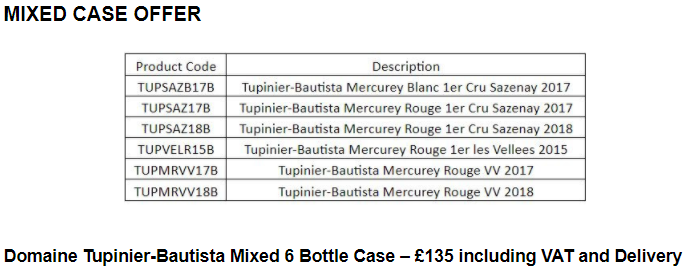 MIXED CASE OFFER
Product Code Description
TUPSAZB17B Tupinier-Bautista Mercurey Blanc 1er Cru Sazenay 2017
TUPSAZ17B Tupinier-Bautista Mercurey Rouge 1er Cru Sazenay 2017
TUPSAZ18B Tupinier-Bautista Mercurey Rouge 1er Cru Sazenay 2018
TUPVELR15B Tupinier-Bautista Mercurey Rouge 1er les Vellees 2015
TUPMRVV17B Tupinier-Bautista Mercurey Rouge VV 2017
TUPMRVV18B Tupinier-Bautista Mercurey Rouge VV 2018
Domaine Tupinier-Bautista Mixed 6 Bottle Case – £135 including VAT and Delivery